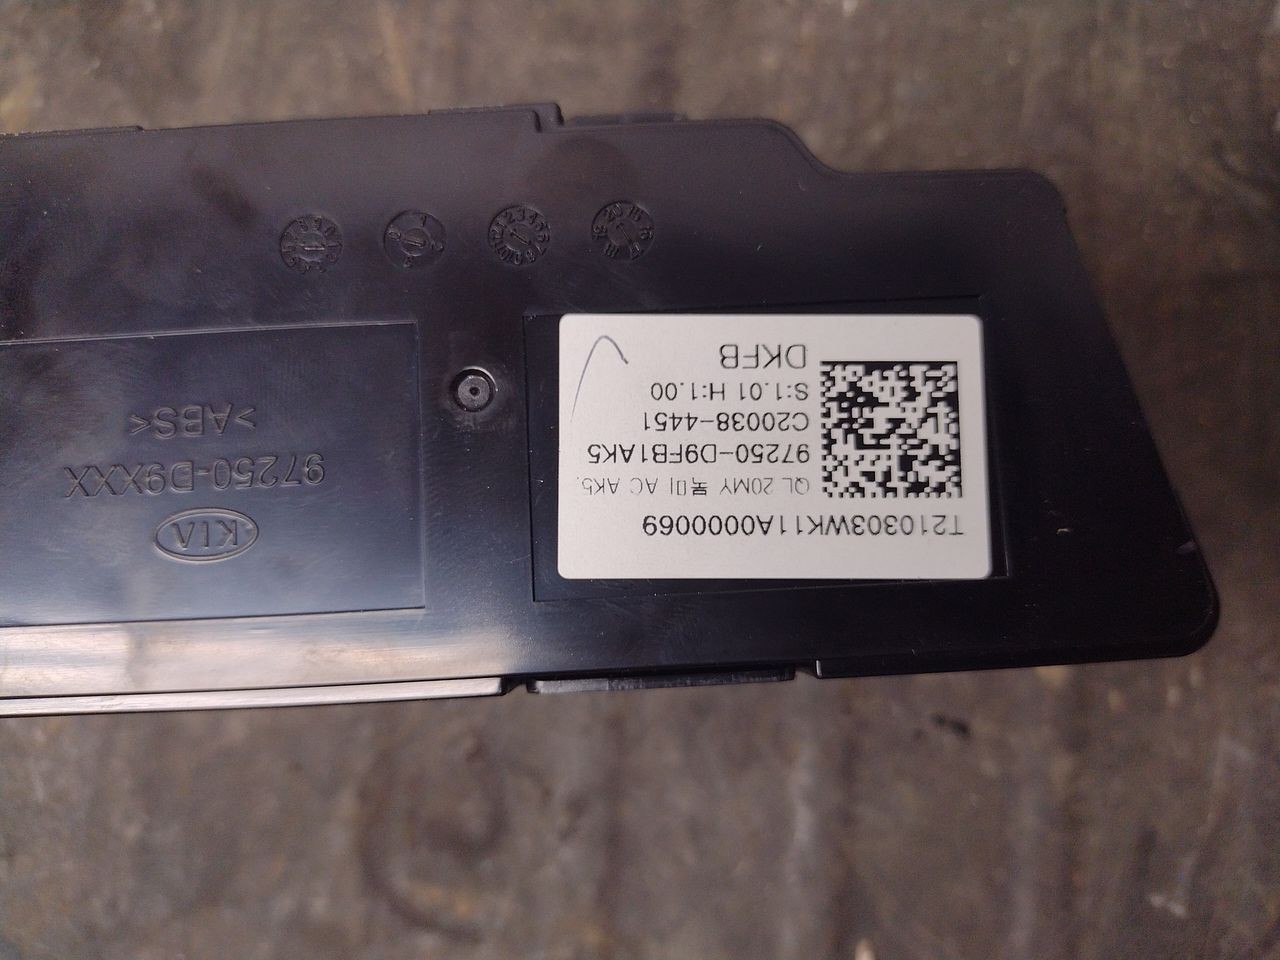 T210303WK11A0000069
QL 20MY 북미 AC AK5.
97250-D9FB1AK5
C20038-4451
S:1.01 H:1.00
DKFB
KIA
97250-D9XXX
>ABS<